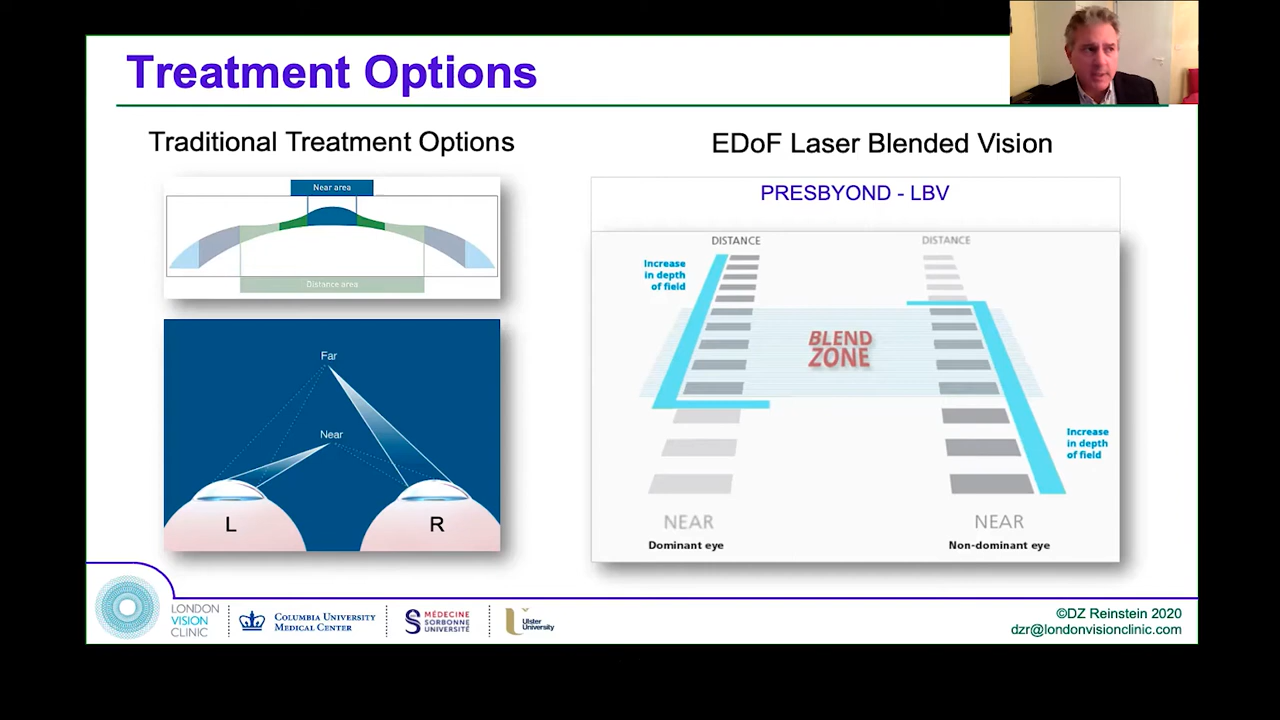 Treatment Options
Traditional Treatment Options
Near area
Distance area
Far
Near
L
R
EDoF Laser Blended Vision
PRESBYOND - LBV
DISTANCE
DISTANCE
Increase
in depth
of field
BLEND
ZONE
Increase
in depth
of field
NEAR
NEAR
Dominant eye
Non-dominant eye
LONDON
VISION
CLINIC
COLUMBIA UNIVERSITY
MEDICAL CENTER
MÉDECINE
SORBONNE
UNIVERSITÉ
Ulster
University
©DZ Reinstein 2020
dzr@londonvisionclinic.com